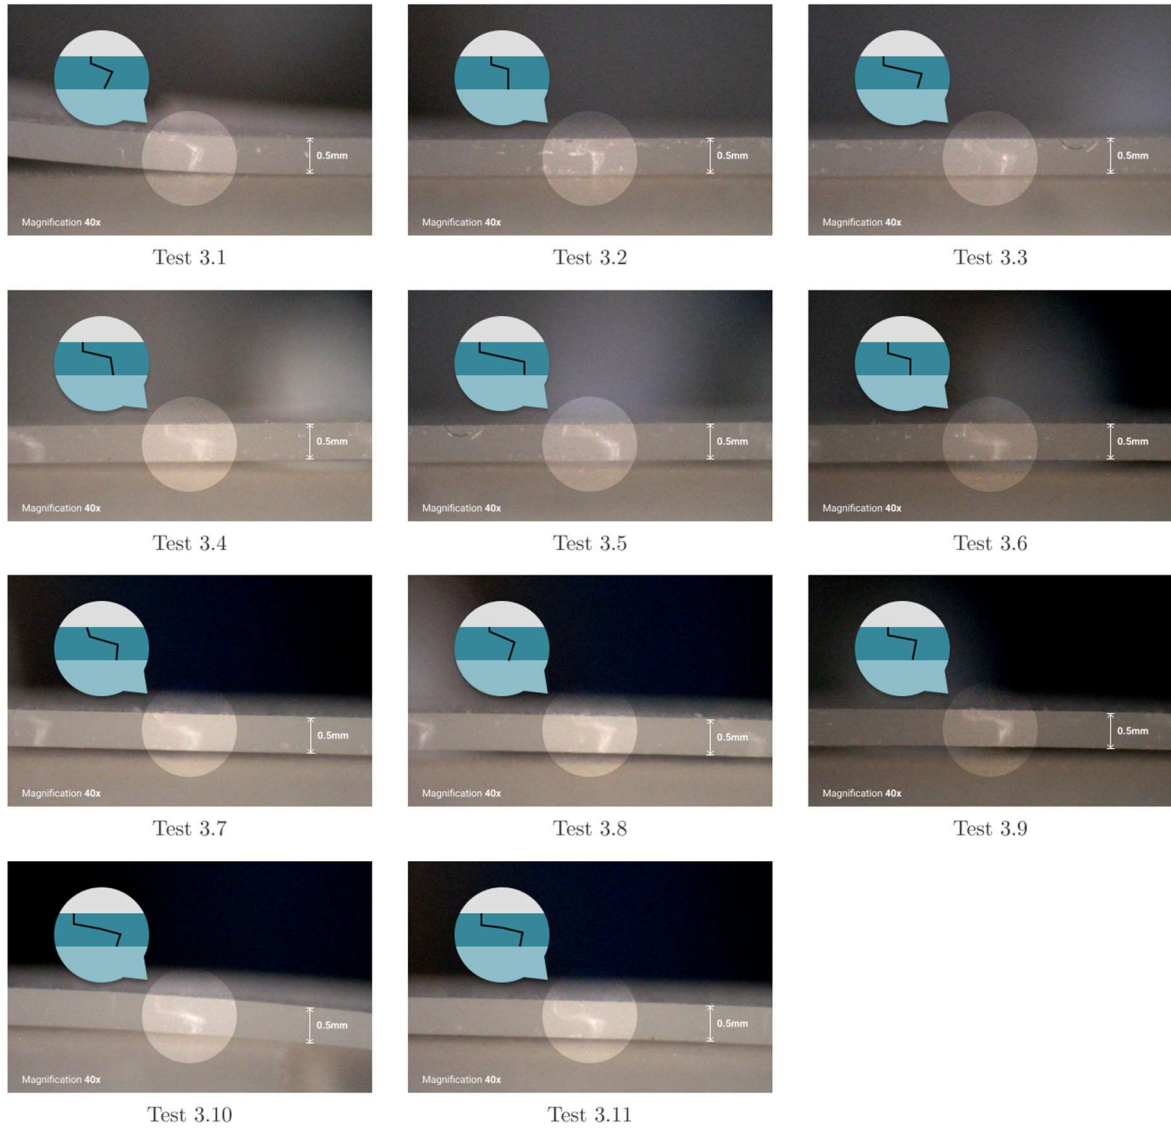 0.5mm
Magnification 40x
Test 3.1
0.5mm
Magnification 40x
Test 3.2
0.5mm
Magnification 40x
Test 3.3
0.5mm
Magnification 40x
Test 3.4
0.5mm
Magnification 40x
Test 3.5
0.5mm
Magnification 40x
Test 3.6
0.5mm
Magnification 40x
Test 3.7
0.5mm
Magnification 40x
Test 3.8
0.5mm
Magnification 40x
Test 3.9
0.5mm
Magnification 40x
Test 3.10
0.5mm
Magnification 40x
Test 3.11